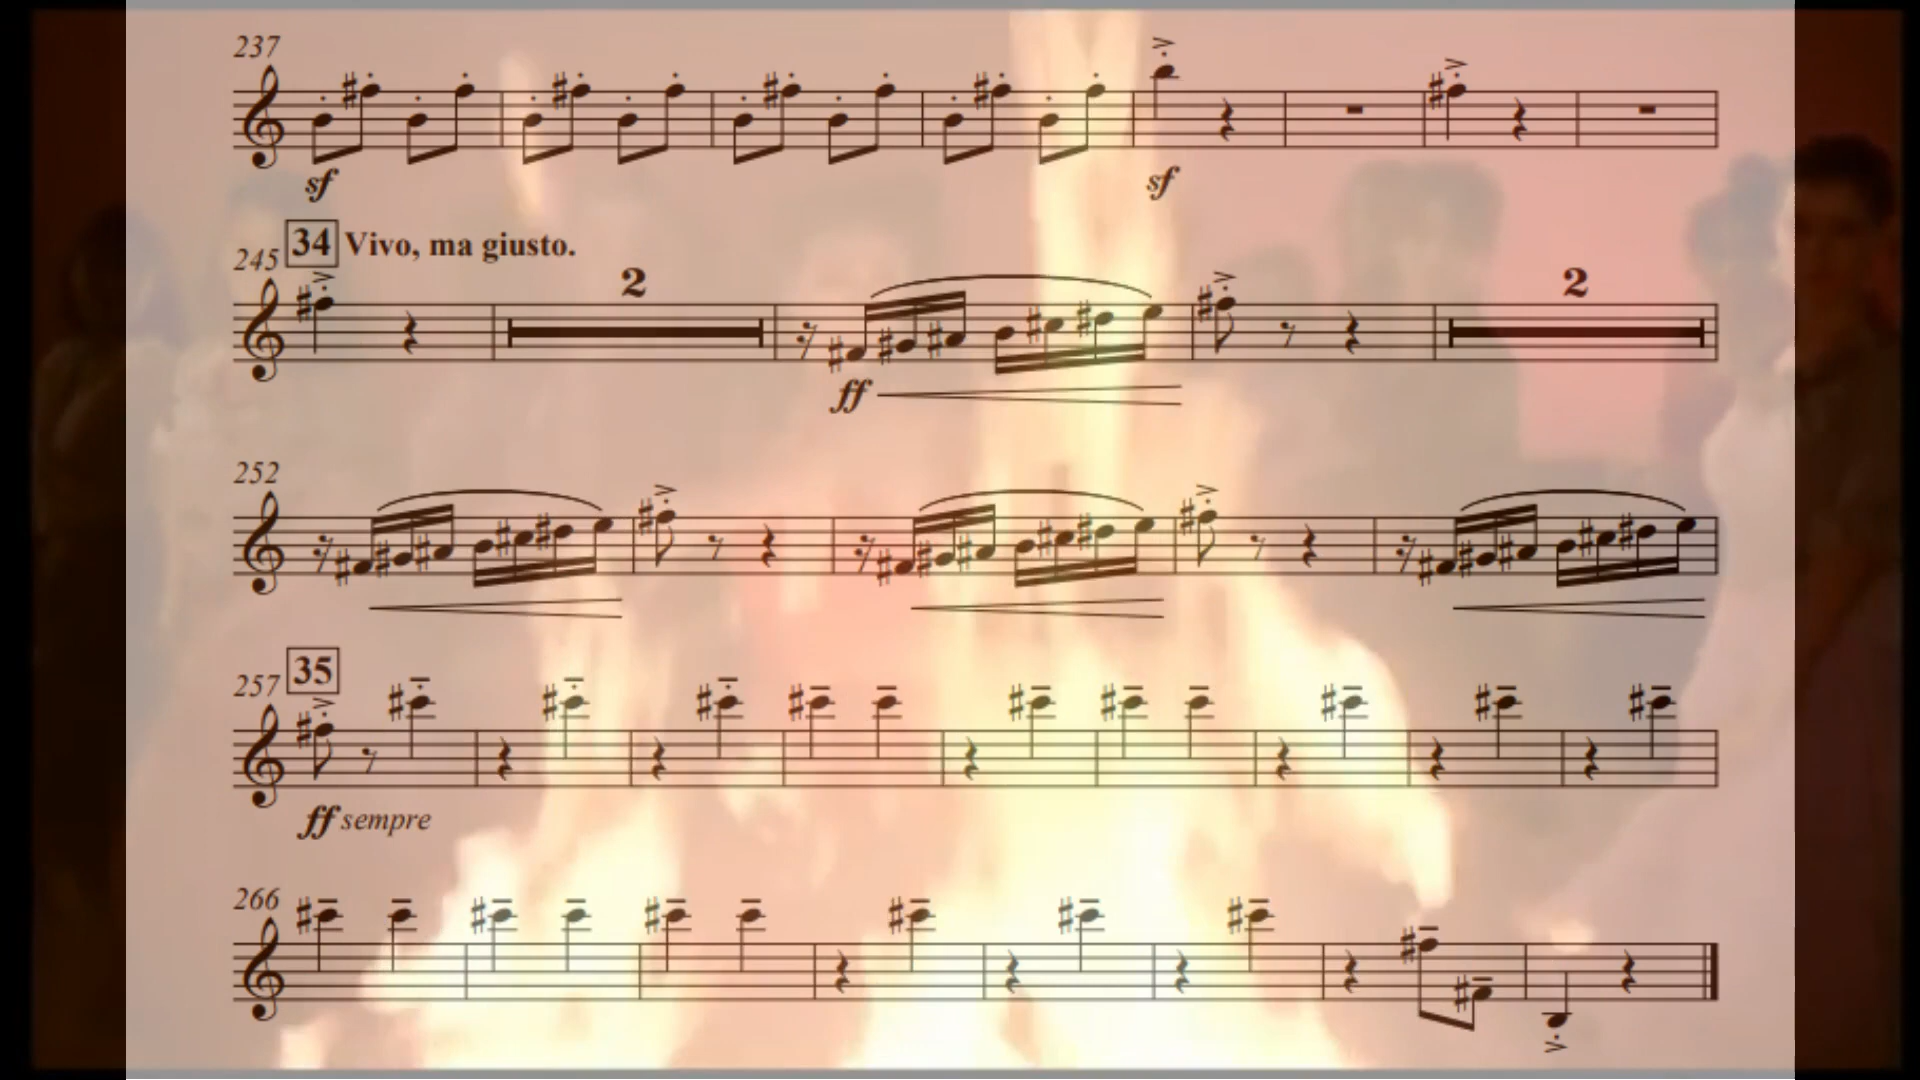 237
sf sf
34 Vivo, ma giusto.
245
2 2
ff
252
35
257
ff sempre
266